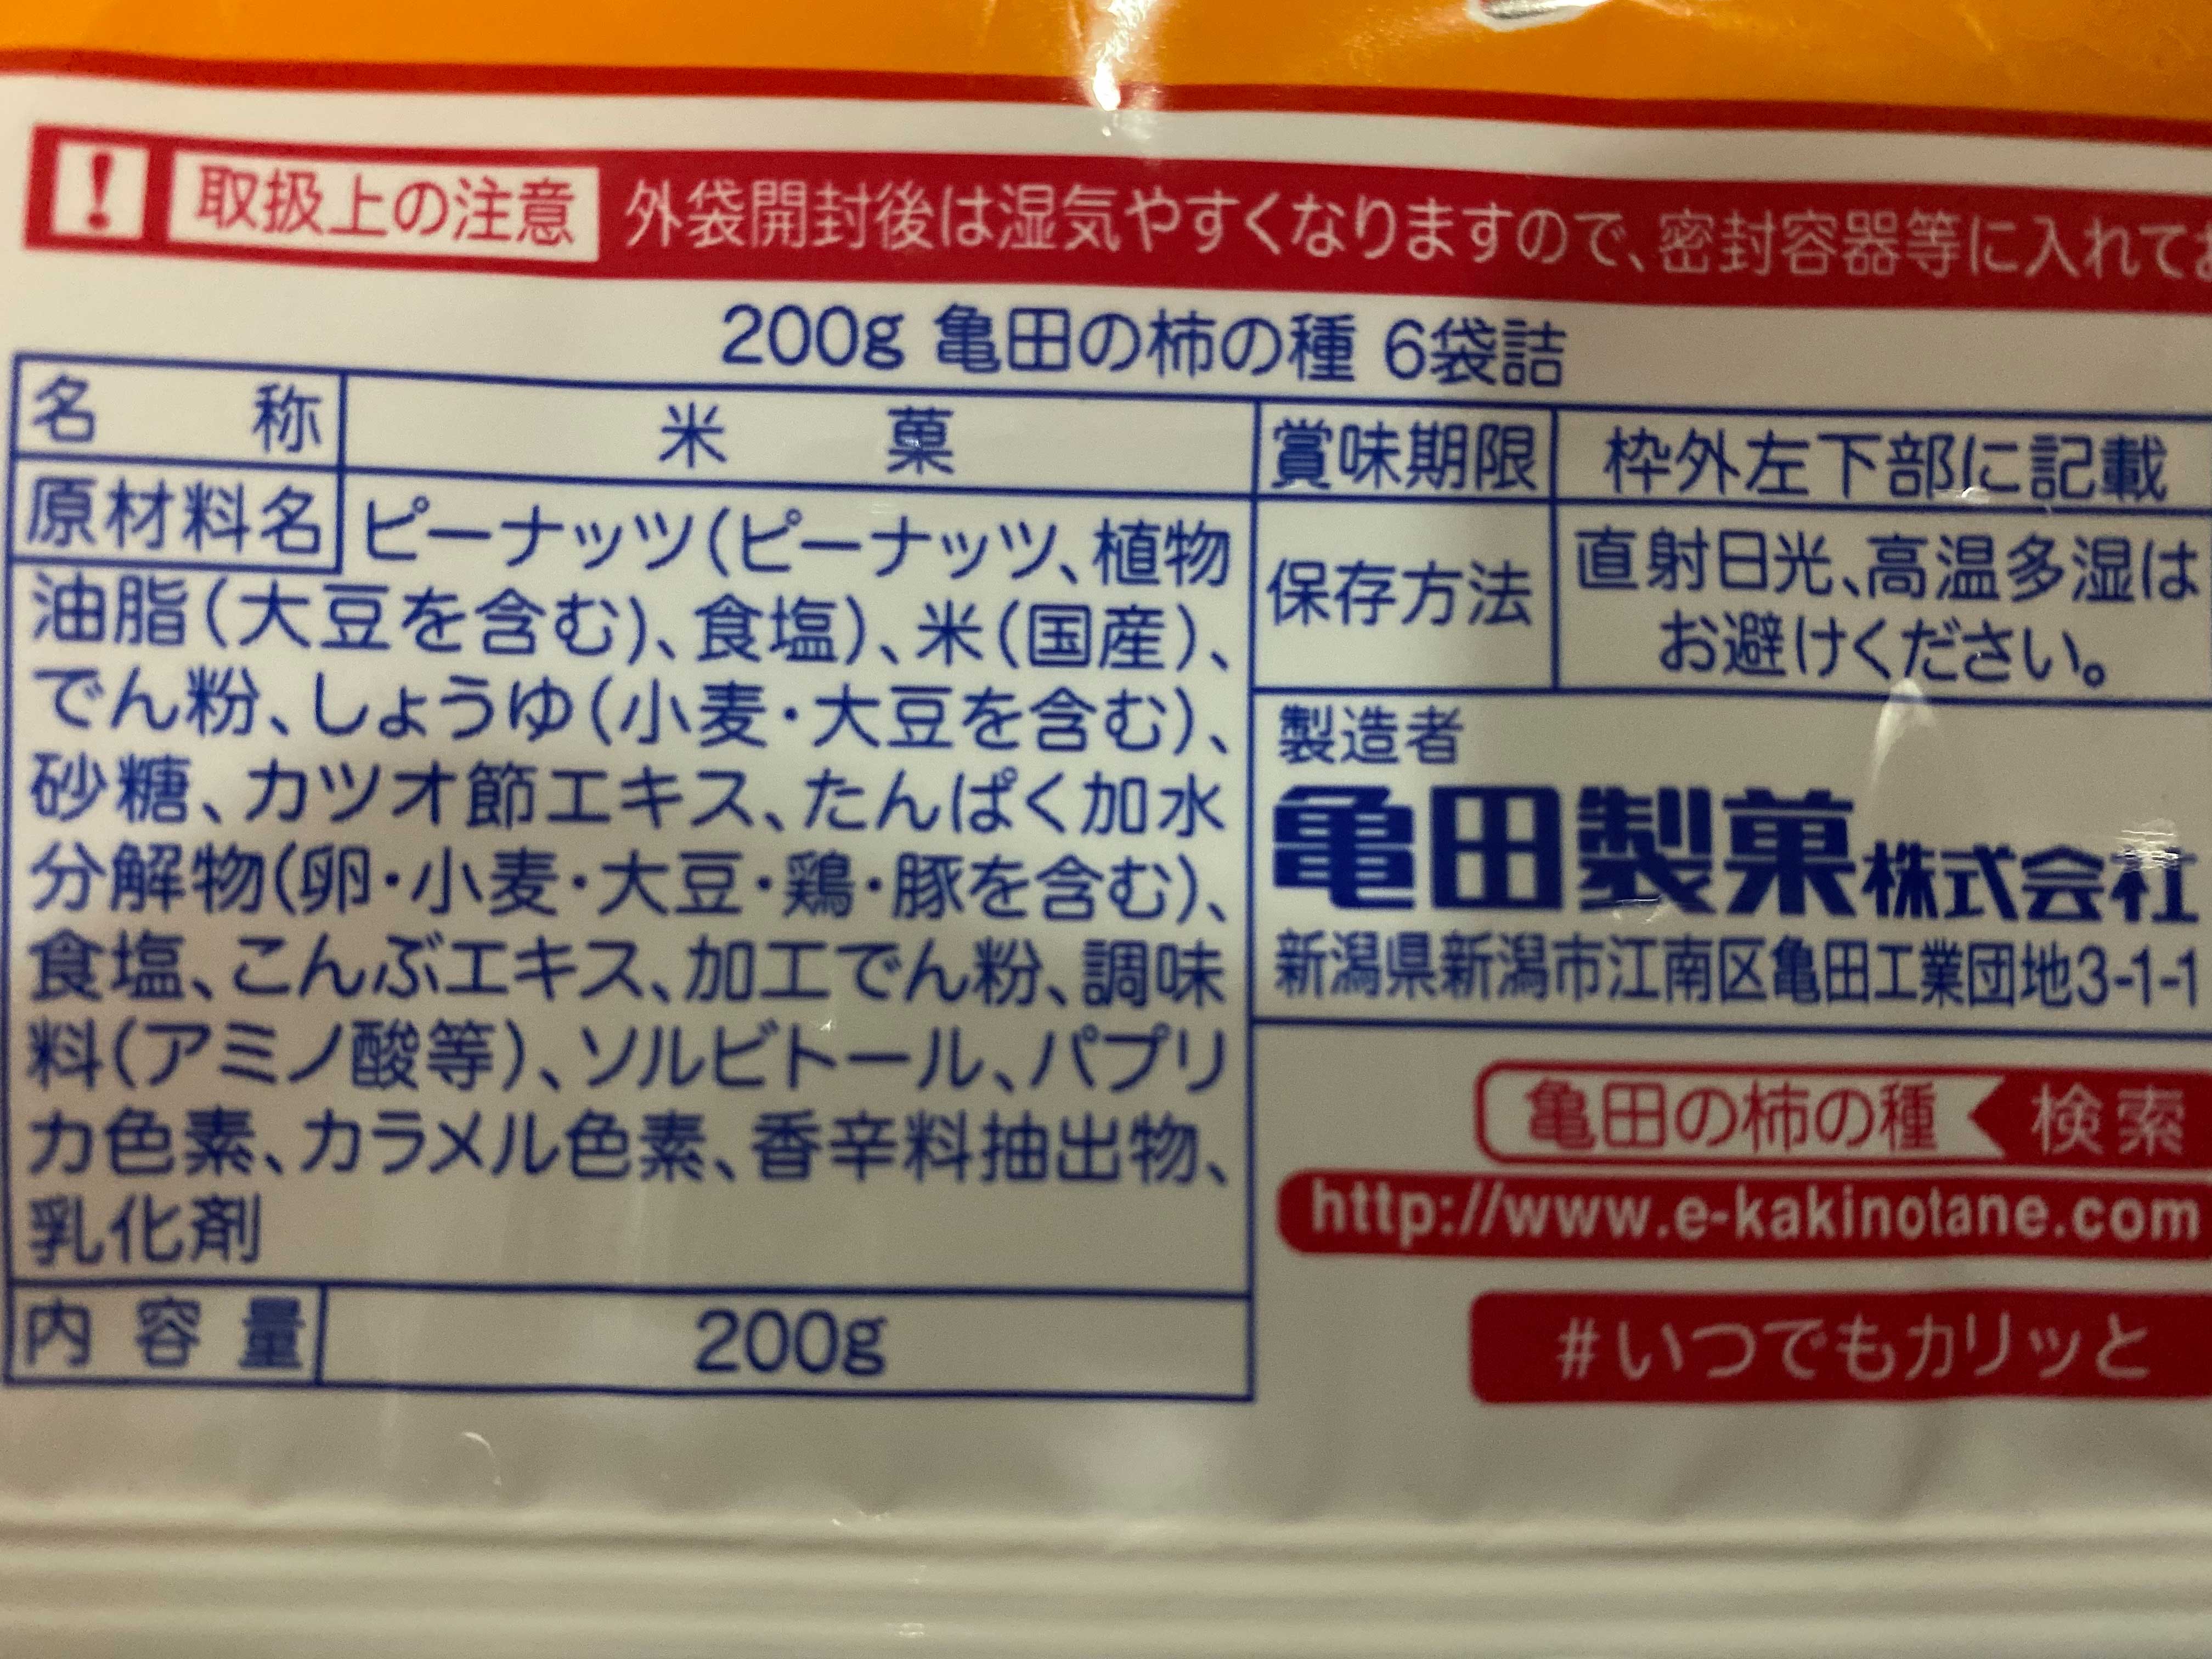 ! 取扱上の注意 外袋開封後は湿気やすくなりますので、密封容器等に入れてお
200g 亀田の柿の種 6袋詰
名称 米菓
原材料名 ピーナッツ(ピーナッツ、植物
油脂(大豆を含む)、食塩)、米(国産)、
でん粉、しょうゆ(小麦・大豆を含む)、
砂糖、カツオ節エキス、たんぱく加水
分解物(卵・小麦・大豆・鶏・豚を含む)、
食塩、こんぶエキス、加工でん粉、調味
料(アミノ酸等)、ソルビトール、パプリ
カ色素、カラメル色素、香辛料抽出物、
乳化剤
内容量 200g
賞味期限 枠外左下部に記載
保存方法 直射日光、高温多湿は
お避けください。
製造者
亀田製菓株式会社
新潟県新潟市江南区亀田工業団地3-1-1
亀田の柿の種 検索
http://www.e-kakinotane.com
#いつでもカリッと